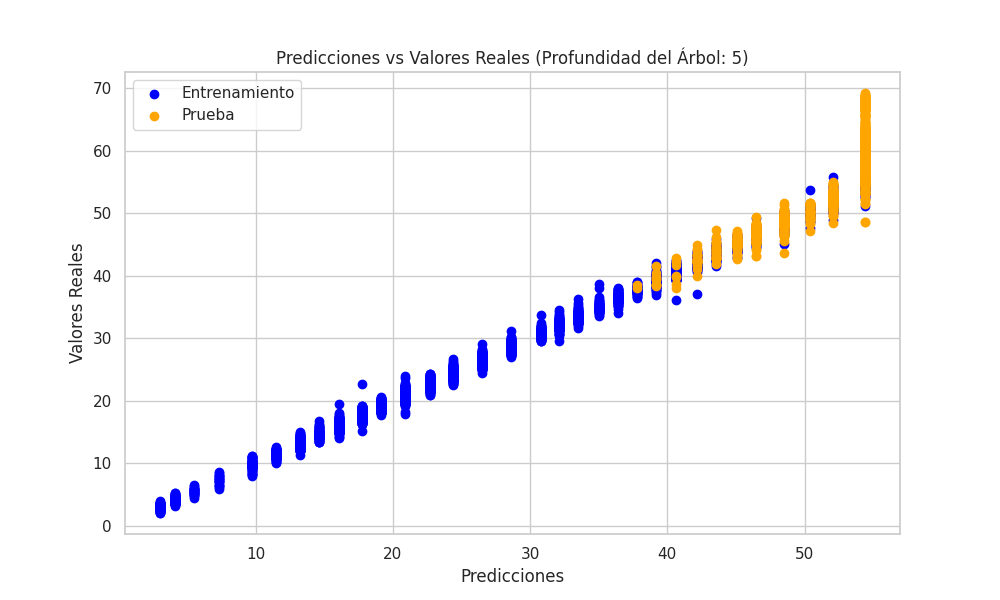 Predicciones vs Valores Reales (Profundidad del Árbol: 5)
Entrenamiento
Prueba
Valores Reales
70
60
50
40
30
20
10
0
10 20 30 40 50
Predicciones